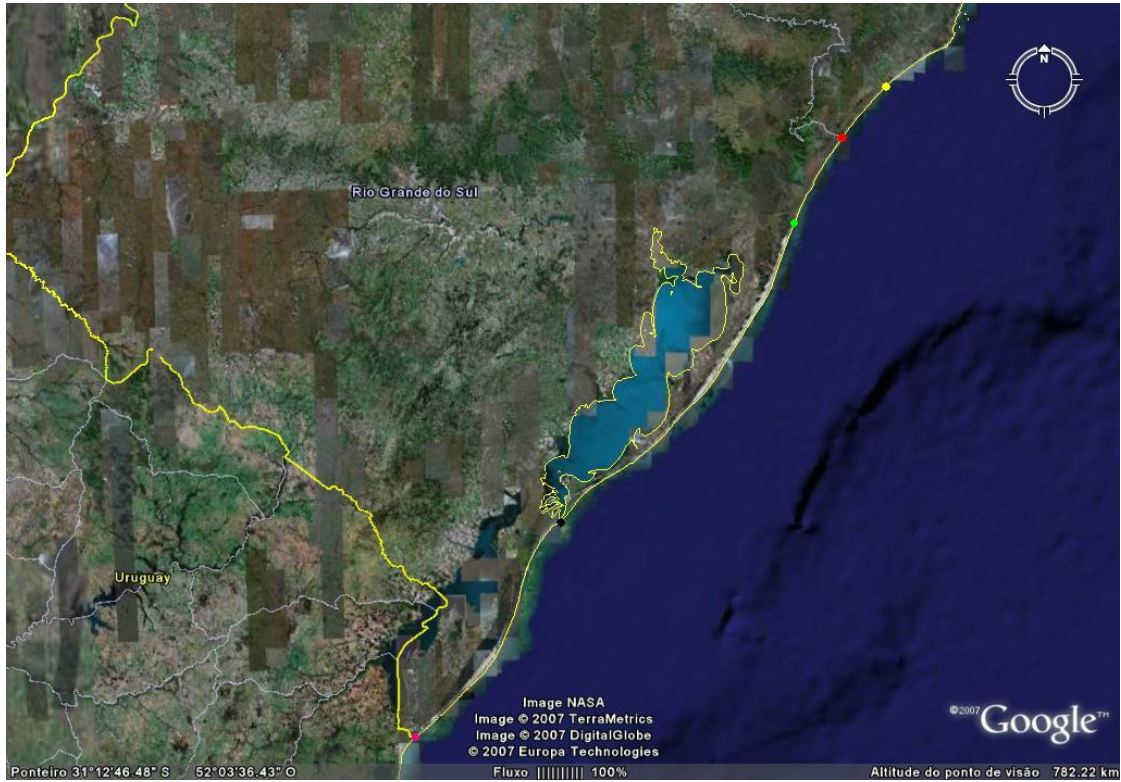 N
Rio Grande do Sul
Uruguay
Image NASA
Image © 2007 TerraMetrics
Image © 2007 DigitalGlobe
© 2007 Europa Technologies
©2007 Google™
Ponteiro 31°12'46.48" S 52°03'36.43" O Fluxo |||||||||| 100% Altitude do ponto de visão 782.22 km